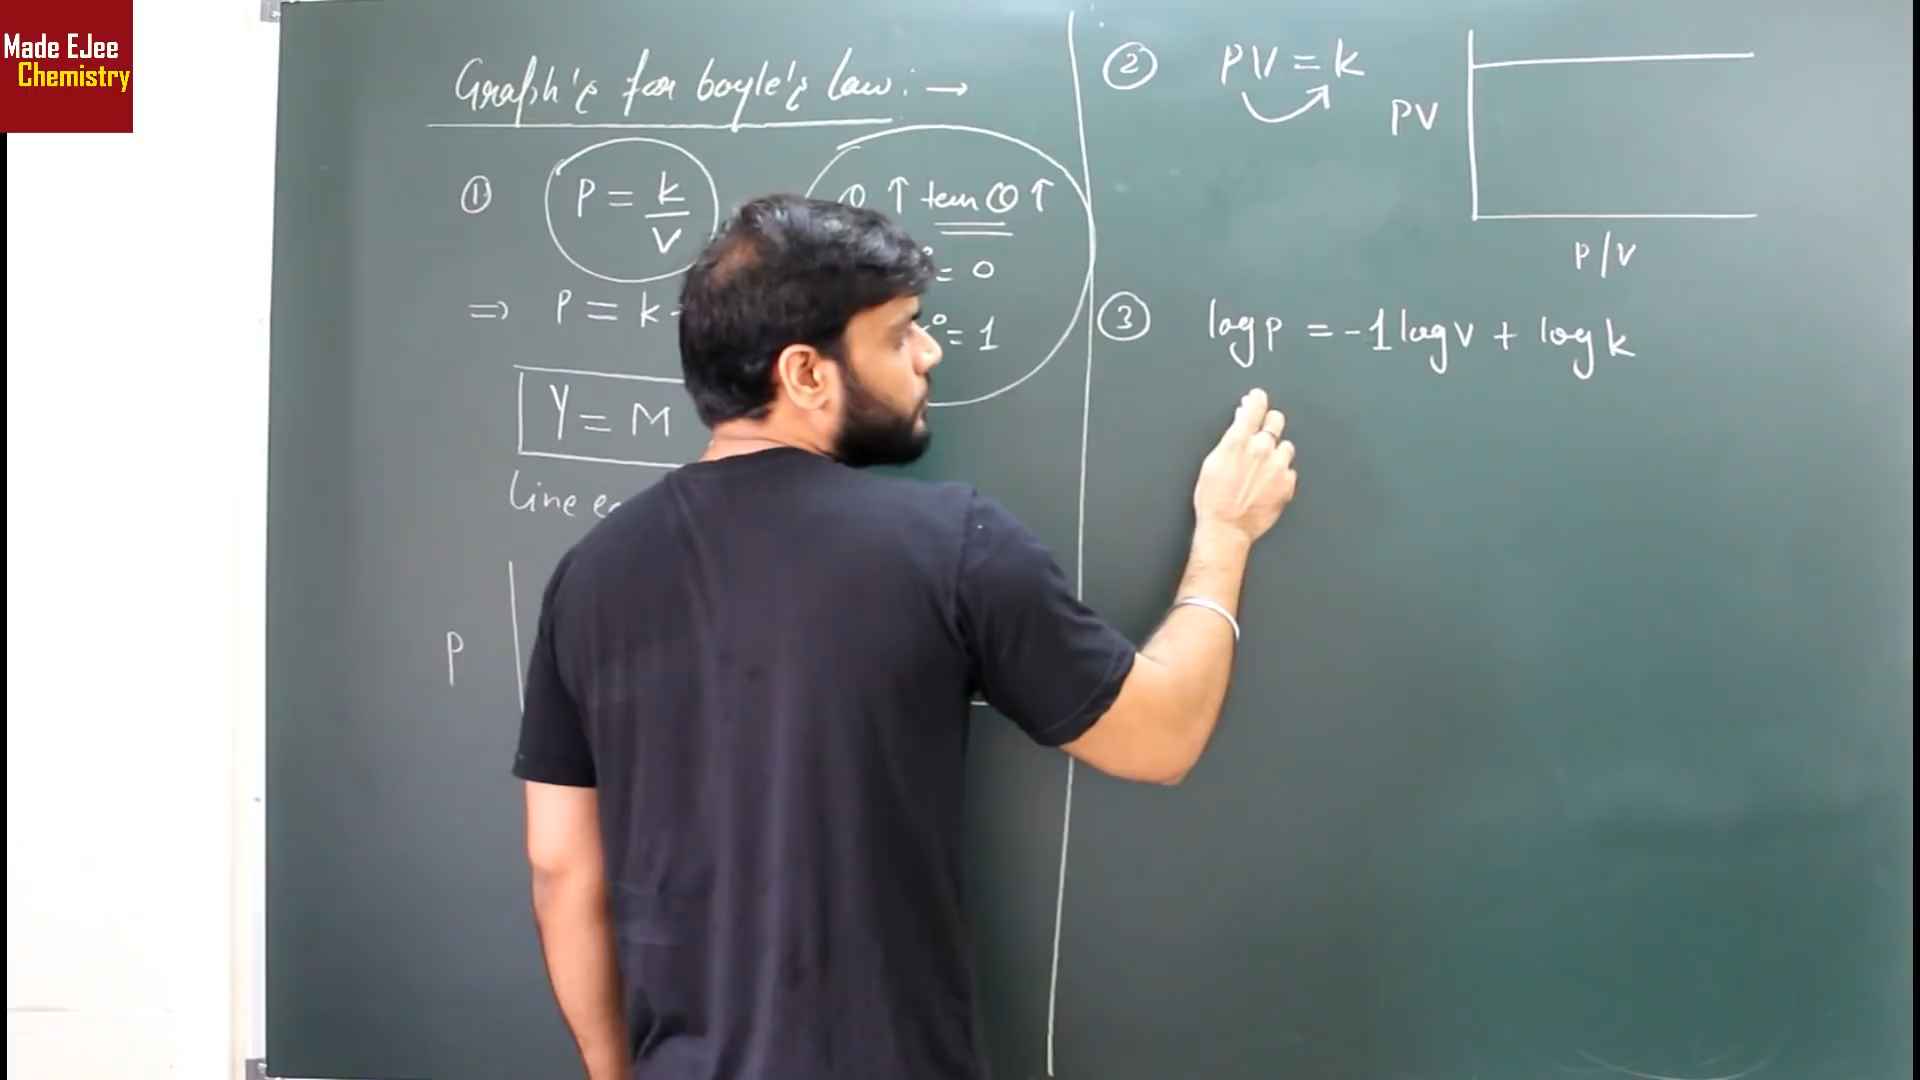 Made EJee
Chemistry
Graph's for boyle's law : →
① P = k/V
⇒ P = k
Y = M
Line
P
θ ↑ tan θ ↑
= 0
° = 1
② PV = k
PV
P/V
③ log P = -1 log V + log k